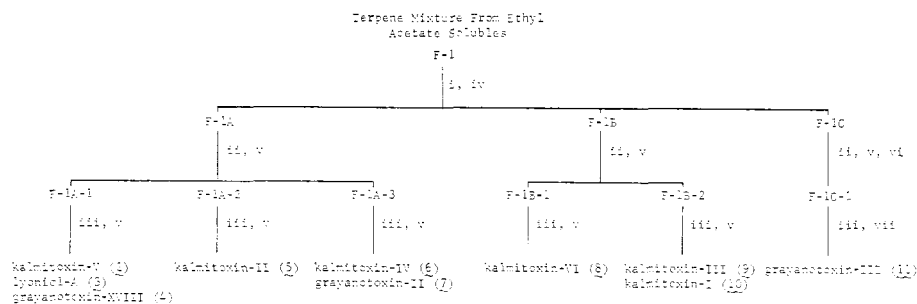 Terpene Mixture From Ethyl
Acetate Solubles
F-1
i, iv
F-1A F-1B F-1C
ii, v ii, v ii, v, vi
F-1A-1 F-1A-2 F-1A-3 F-1B-1 F-1B-2 F-1C-1
iii, v iii, v iii, v iii, v iii, v iii, vii
kalmitoxin-V kalmitoxin-II (5) kalmitoxin-IV (6) kalmitoxin-VI (8) kalmitoxin-III (9) grayanotoxin-III (11)
lyoniol-A (3) grayanotoxin-II (7) kalmitoxin-I (10)
grayanotoxin-XVIII (4)